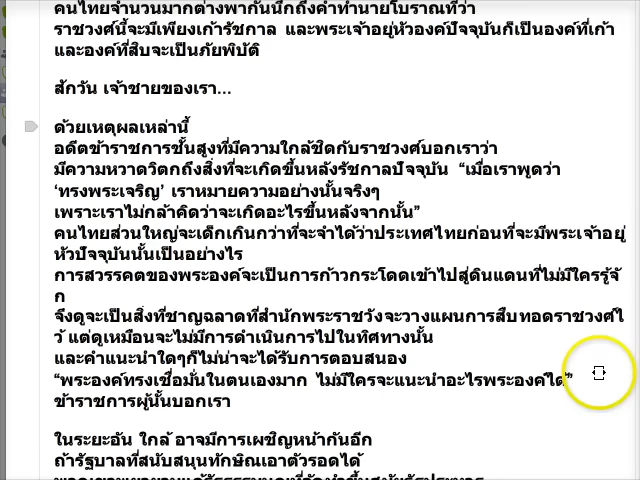 คนไทยจำนวนมากต่างพากันนึกถึงคำทำนายโบราณที่ว่า
ราชวงศ์นี้จะมีเพียงเก้ารัชกาล และพระเจ้าอยู่หัวองค์ปัจจุบันก็เป็นองค์ที่เก้า
และองค์ที่สิบจะเป็นภัยพิบัติ
สักวัน เจ้าชายของเรา...
ด้วยเหตุผลเหล่านี้
อดีตข้าราชการชั้นสูงที่มีความใกล้ชิดกับราชวงศ์บอกเราว่า
มีความหวาดวิตกถึงสิ่งที่จะเกิดขึ้นหลังรัชกาลปัจจุบัน “เมื่อเราพูดว่า
‘ทรงพระเจริญ’ เราหมายความอย่างนั้นจริงๆ
เพราะเราไม่กล้าคิดว่าจะเกิดอะไรขึ้นหลังจากนั้น”
คนไทยส่วนใหญ่จะเด็กเกินกว่าที่จะจำได้ว่าประเทศไทยก่อนที่จะมีพระเจ้าอยู่
หัวปัจจุบันนั้นเป็นอย่างไร
การสวรรคตของพระองค์จะเป็นการก้าวกระโดดเข้าไปสู่ดินแดนที่ไม่มีใครรู้จั
ก
จึงดูจะเป็นสิ่งที่ชาญฉลาดที่สำนักพระราชวังจะวางแผนการสืบทอดราชวงศ์ไ
ว้ แต่ดูเหมือนจะไม่มีการดำเนินการไปในทิศทางนั้น
และคำแนะนำใดๆก็ไม่น่าจะได้รับการตอบสนอง
“พระองค์ทรงเชื่อมั่นในตนเองมาก ไม่มีใครจะแนะนำอะไรพระองค์ได้”
ข้าราชการผู้นั้นบอกเรา
ในระยะอัน ใกล้ อาจมีการเผชิญหน้ากันอีก
ถ้ารัฐบาลที่สนับสนุนทักษิณเอาตัวรอดได้